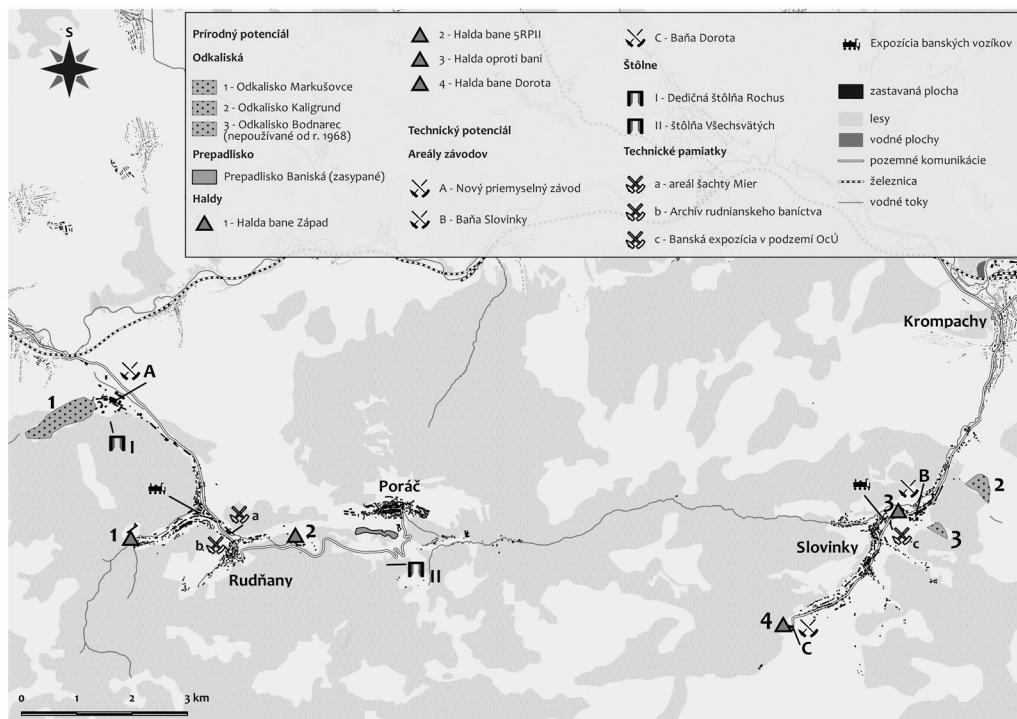 S
Prírodný potenciál
Odkaliská
1 - Odkalisko Markušovce
2 - Odkalisko Kaligrund
3 - Odkalisko Bodnarec
(nepoužívané od r. 1968)
Prepadlisko
Prepadlisko Baniská (zasypané)
Haldy
1 - Halda bane Západ
2 - Halda bane 5RPII
3 - Halda oproti bani
4 - Halda bane Dorota
Technický potenciál
Areály závodov
A - Nový priemyselný závod
B - Baňa Slovinky
C - Baňa Dorota
Štôlne
I - Dedičná štôlňa Rochus
II - štôlňa Všechsvätých
Technické pamiatky
a - areál šachty Mier
b - Archív rudnianskeho baníctva
c - Banská expozícia v podzemí OcÚ
Expozícia banských vozíkov
zastavaná plocha
lesy
vodné plochy
pozemné komunikácie
železnica
vodné toky
Krompachy
A
1
I
Poráč
B
2
3
a
1
2
b
Slovinky
c
3
Rudňany
II
4
C
0 1 2 3 km